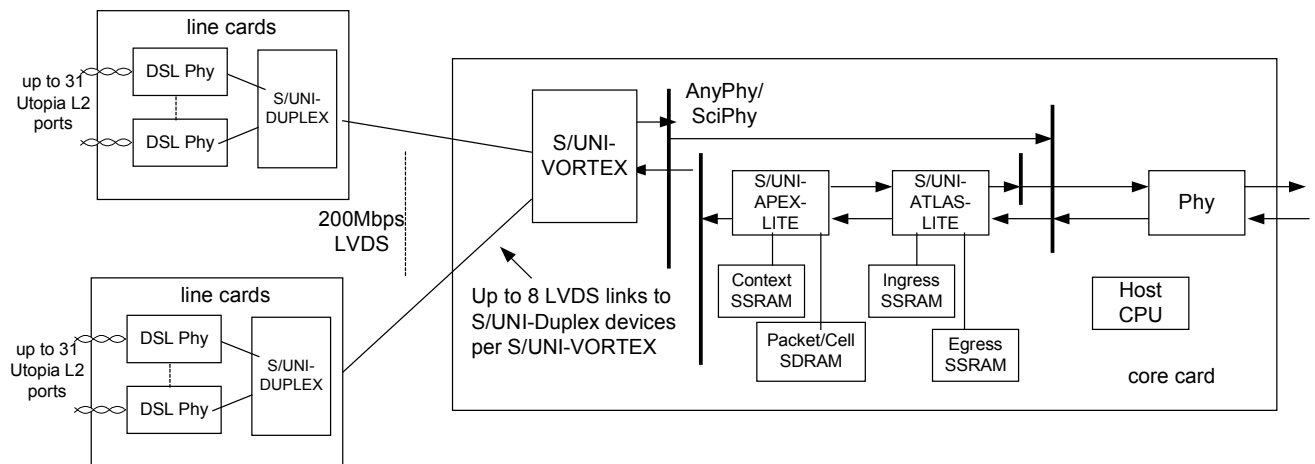 line cards
up to 31
Utopia L2
ports
DSL Phy
DSL Phy
S/UNI-
DUPLEX
200Mbps
LVDS
line cards
up to 31
Utopia L2
ports
DSL Phy
DSL Phy
S/UNI-
DUPLEX
S/UNI-
VORTEX
Up to 8 LVDS links to
S/UNI-Duplex devices
per S/UNI-VORTEX
AnyPhy/
SciPhy
S/UNI-
APEX-
LITE
S/UNI-
ATLAS-
LITE
Phy
Context
SSRAM
Ingress
SSRAM
Packet/Cell
SDRAM
Egress
SSRAM
Host
CPU
core card